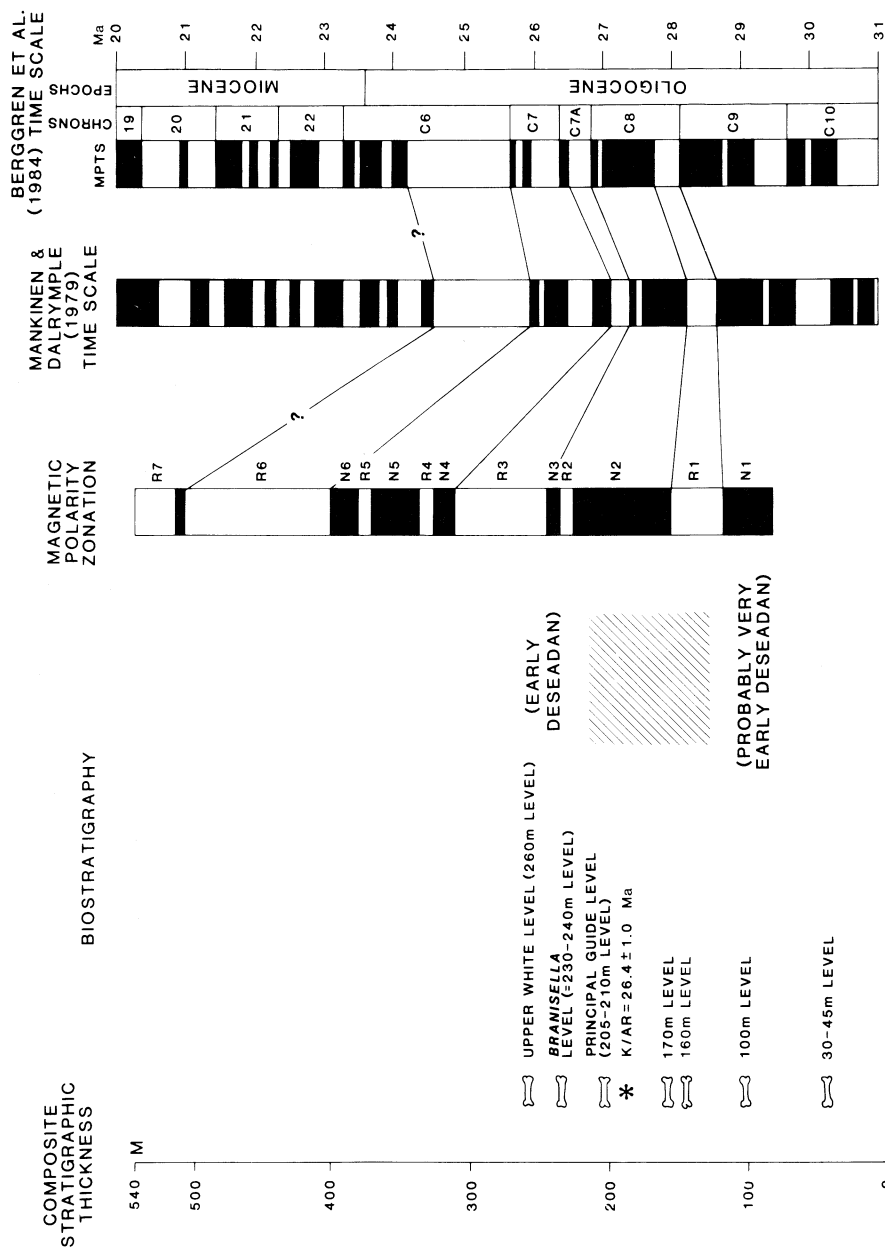 COMPOSITE
STRATIGRAPHIC
THICKNESS
M
540
500
400
300
200
100
BIOSTRATIGRAPHY
UPPER WHITE LEVEL (260m LEVEL)
BRANISELLA
LEVEL (=230-240m LEVEL)
PRINCIPAL GUIDE LEVEL
(205-210m LEVEL)
* K/AR = 26.4 ± 1.0 Ma
170m LEVEL
160m LEVEL
100m LEVEL
30-45m LEVEL
(EARLY
DESEADAN)
(PROBABLY VERY
EARLY DESEADAN)
MAGNETIC
POLARITY
ZONATION
R7
R6
N6
R5
N5
R4
N4
R3
N3
R2
N2
R1
N1
?
MANKINEN &
DALRYMPLE
(1979)
TIME SCALE
?
BERGGREN ET AL.
(1984) TIME SCALE
MPTS
CHRONS
EPOCHS
Ma
19
20
21
22
C6
C7
C7A
C8
C9
C10
MIOCENE
OLIGOCENE
20
21
22
23
24
25
26
27
28
29
30
31